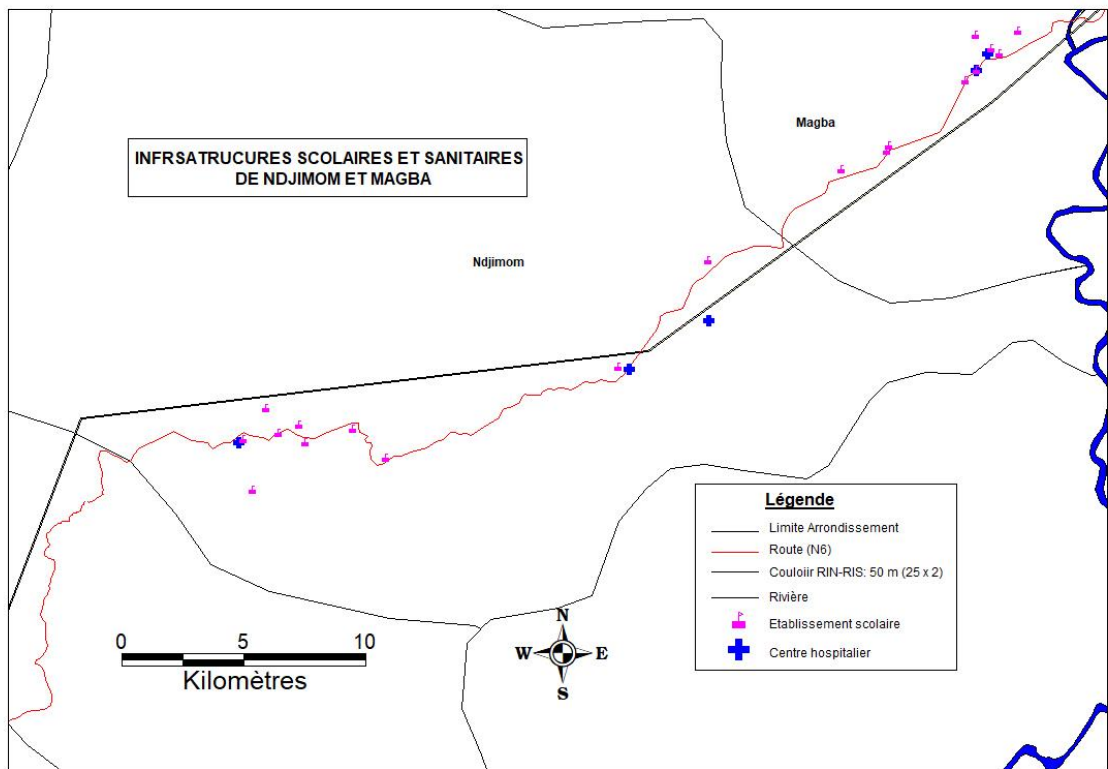 Magba
INFRSATRUCURES SCOLAIRES ET SANITAIRES
DE NDJIMOM ET MAGBA
Ndjimom
Légende
Limite Arrondissement
Route (N6)
Couloiir RIN-RIS: 50 m (25 x 2)
Rivière
Etablissement scolaire
Centre hospitalier
0 5 10
Kilomètres
N
W E
S